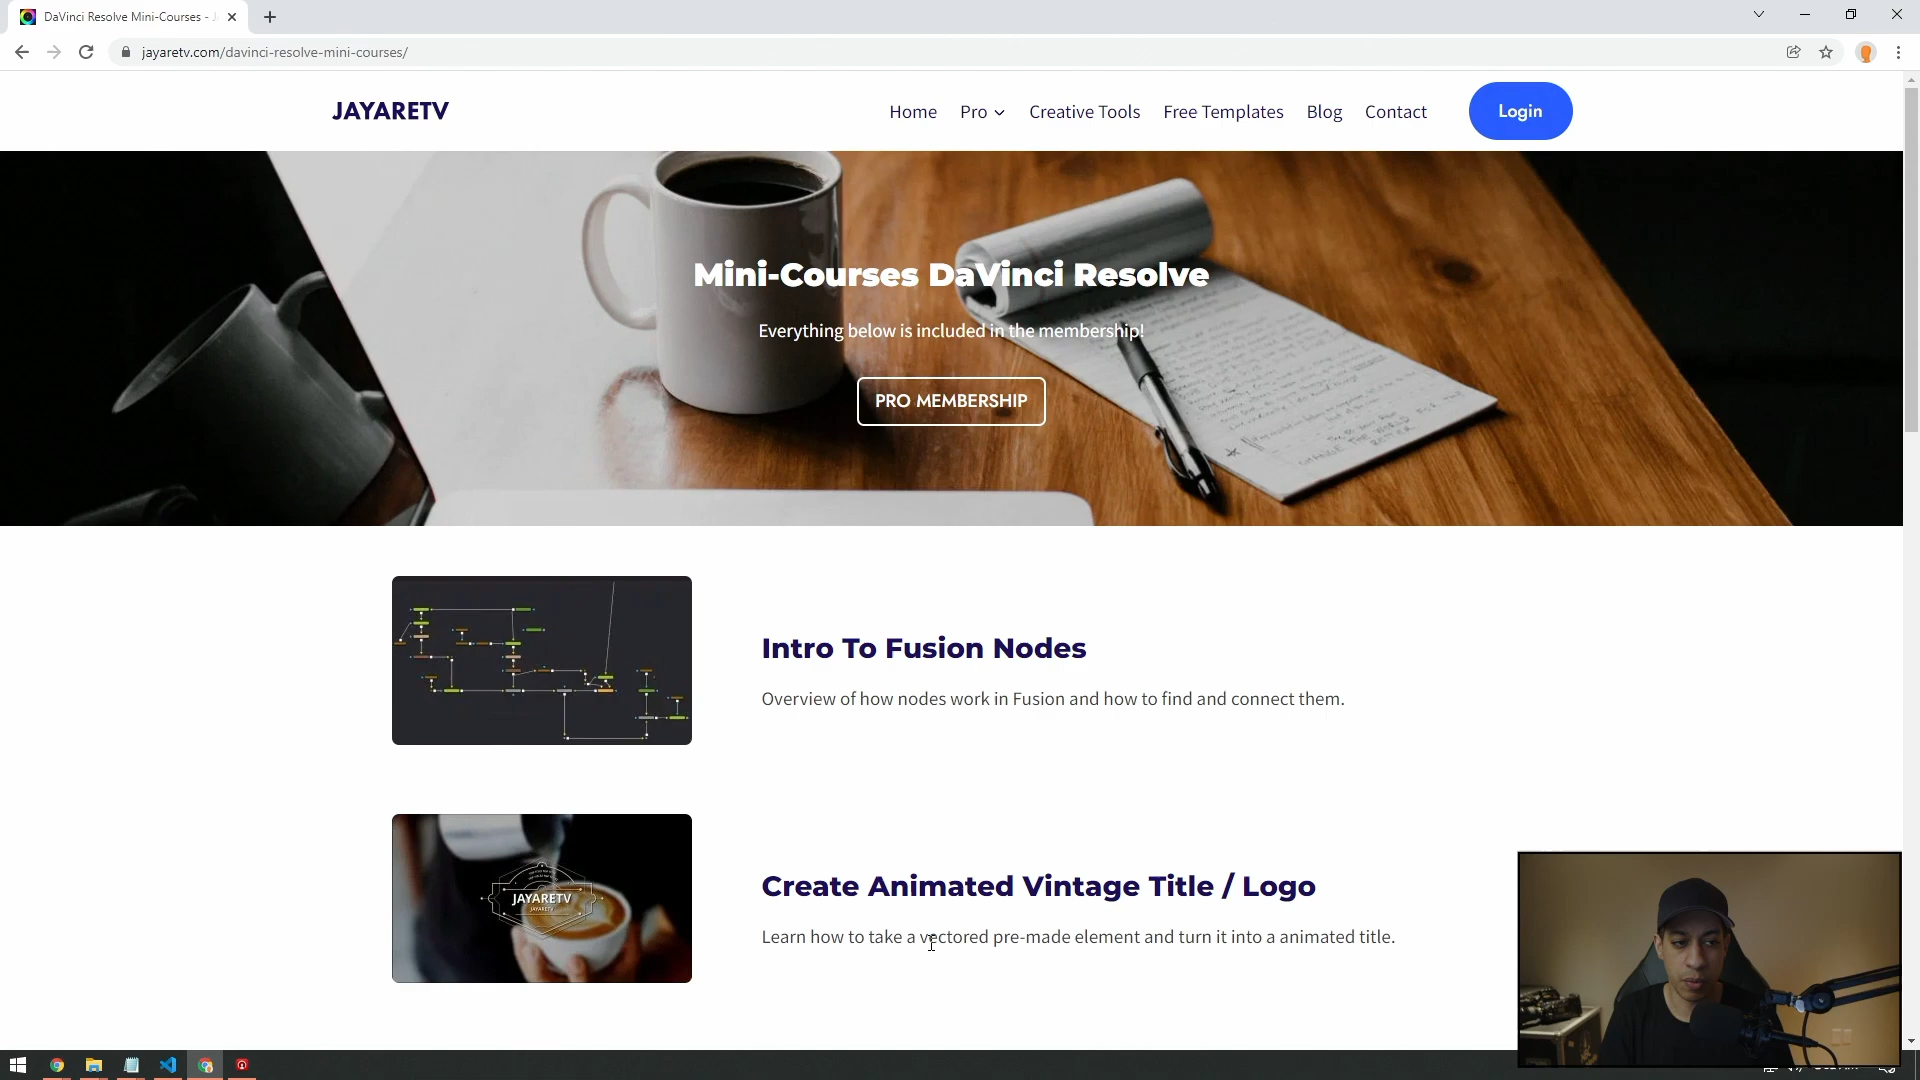 DaVinci Resolve Mini-Courses - J
jayaretv.com/davinci-resolve-mini-courses/
JAYARETV
Home
Pro
Creative Tools
Free Templates
Blog
Contact
Login
Mini-Courses DaVinci Resolve
Everything below is included in the membership!
PRO MEMBERSHIP
Intro To Fusion Nodes
Overview of how nodes work in Fusion and how to find and connect them.
JAYARETV
JAYARETV
Create Animated Vintage Title / Logo
Learn how to take a vectored pre-made element and turn it into a animated title.